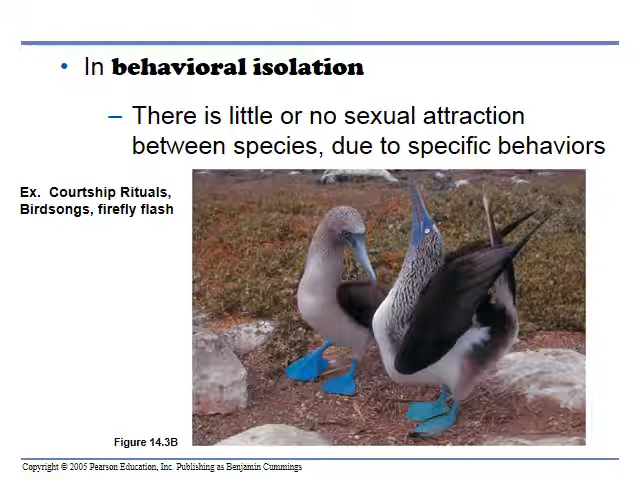 • In behavioral isolation
– There is little or no sexual attraction
between species, due to specific behaviors
Ex. Courtship Rituals,
Birdsongs, firefly flash
Figure 14.3B
Copyright © 2005 Pearson Education, Inc. Publishing as Benjamin Cummings